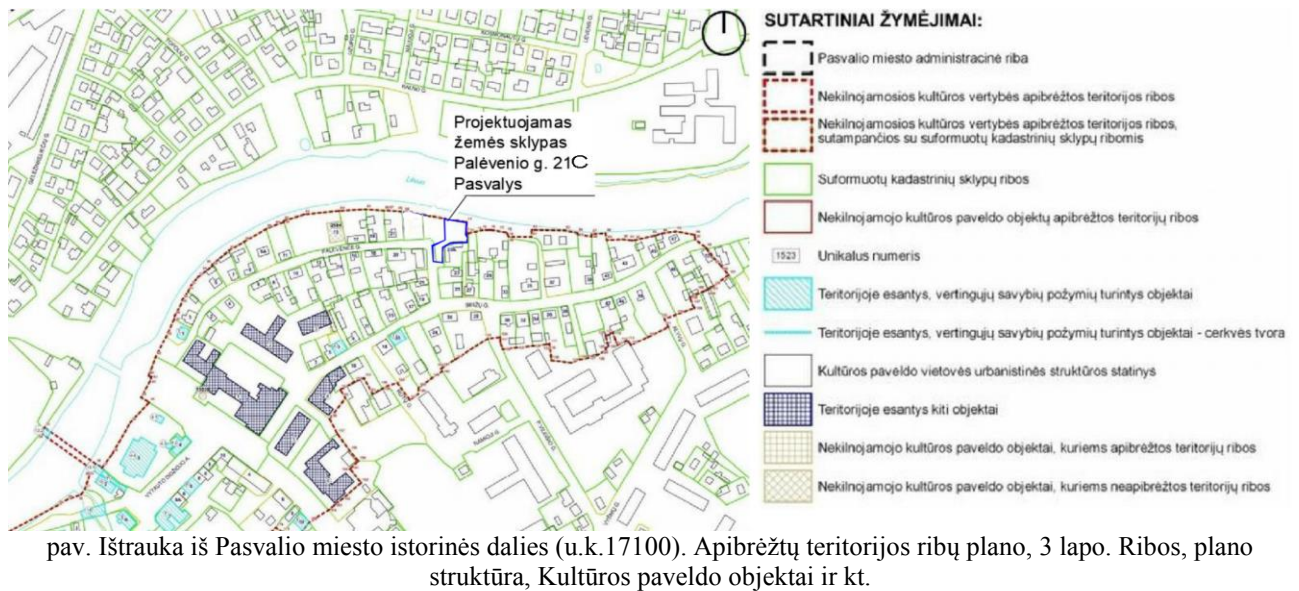 SUTARTINIAI ŽYMĖJIMAI:
Pasvalio miesto administracinė riba
Nekilnojamosios kultūros vertybės apibrėžtos teritorijos ribos
Nekilnojamosios kultūros vertybės apibrėžtos teritorijos ribos,
sutampančios su suformuotų kadastrinių sklypų ribomis
Suformuotų kadastrinių sklypų ribos
Nekilnojamojo kultūros paveldo objektų apibrėžtos teritorijų ribos
1523 Unikalus numeris
Teritorijoje esantys, vertingųjų savybių požymių turintys objektai
Teritorijoje esantys, vertingųjų savybių požymių turintys objektai - cerkvės tvora
Kultūros paveldo vietovės urbanistinės struktūros statinys
Teritorijoje esantys kiti objektai
Nekilnojamojo kultūros paveldo objektai, kuriems apibrėžtos teritorijų ribos
Nekilnojamojo kultūros paveldo objektai, kuriems neapibrėžtos teritorijų ribos
Projektuojamas
žemės sklypas
Palėvenio g. 21C
Pasvalys
Lėvuo
PALĖVENĖS G.
BIRŽŲ G.
VYTAUTO DIDŽIOJO A.
pav. Ištrauka iš Pasvalio miesto istorinės dalies (u.k.17100). Apibrėžtų teritorijos ribų plano, 3 lapo. Ribos, plano
struktūra, Kultūros paveldo objektai ir kt.